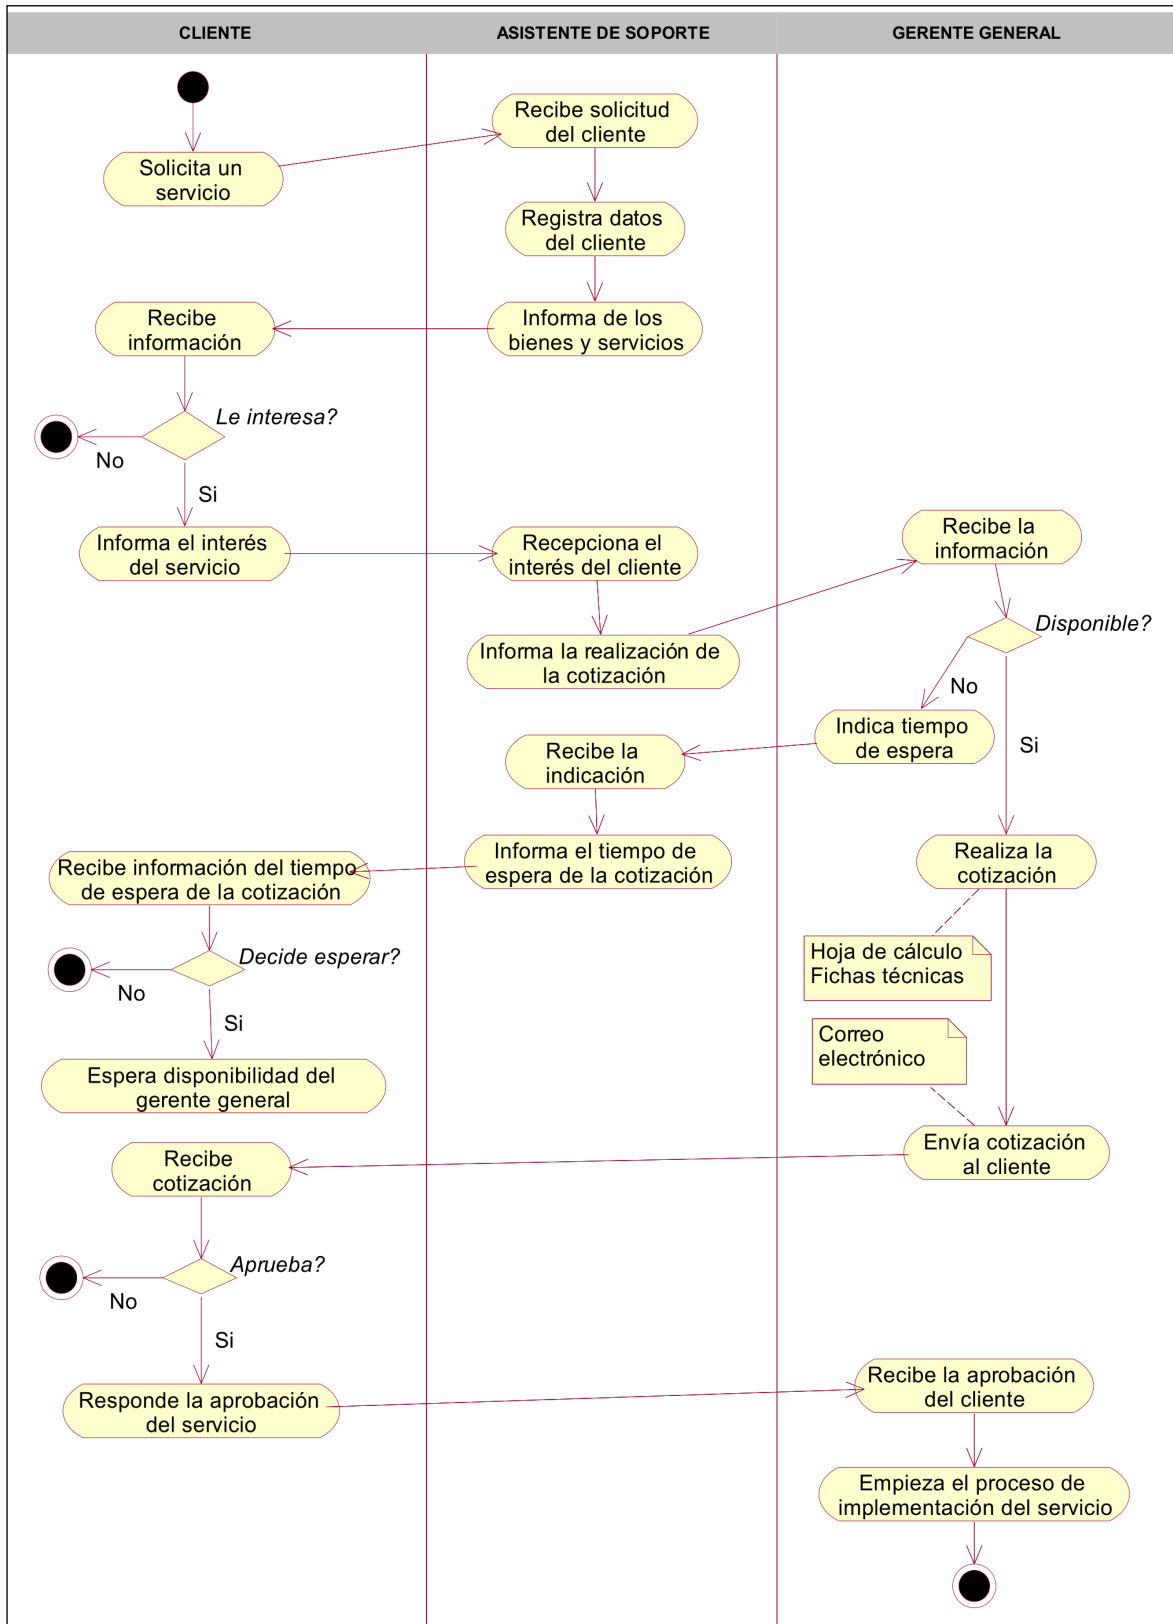 CLIENTE
ASISTENTE DE SOPORTE
GERENTE GENERAL
Recibe solicitud
del cliente
Solicita un
servicio
Registra datos
del cliente
Recibe
información
Informa de los
bienes y servicios
Le interesa?
No
Si
Informa el interés
del servicio
Recepciona el
interés del cliente
Recibe la
información
Disponible?
Informa la realización de
la cotización
No
Si
Indica tiempo
de espera
Recibe la
indicación
Recibe información del tiempo
de espera de la cotización
Informa el tiempo de
espera de la cotización
Realiza la
cotización
Decide esperar?
No
Si
Hoja de cálculo
Fichas técnicas
Correo
electrónico
Espera disponibilidad del
gerente general
Envía cotización
al cliente
Recibe
cotización
Aprueba?
No
Si
Responde la aprobación
del servicio
Recibe la aprobación
del cliente
Empieza el proceso de
implementación del servicio